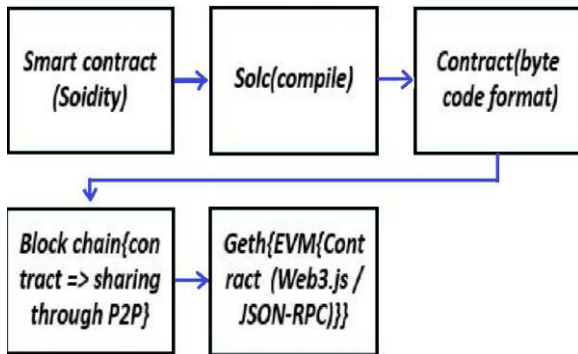 Smart contract
(Soidity)
Solc(compile)
Contract(byte
code format)
Block chain{con
tract => sharing
through P2P}
Geth{EVM{Cont
ract (Web3.js /
JSON-RPC)}}